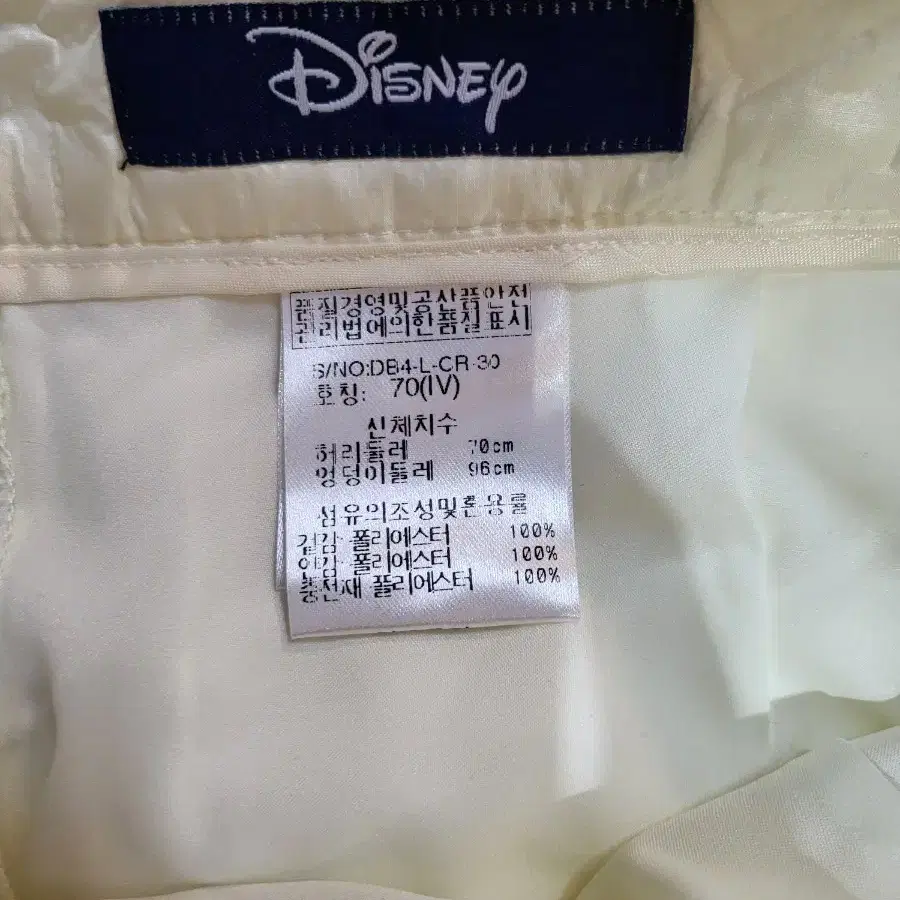 Disney
품질경영및공산품안전
관리법에의한품질표시
S/NO:DB4-L-CR-30
호칭: 70(IV)
신체치수
허리둘레 70cm
엉덩이둘레 96cm
섬유의조성및혼용률
겉감 폴리에스터 100%
안감 폴리에스터 100%
충전재 폴리에스터 100%